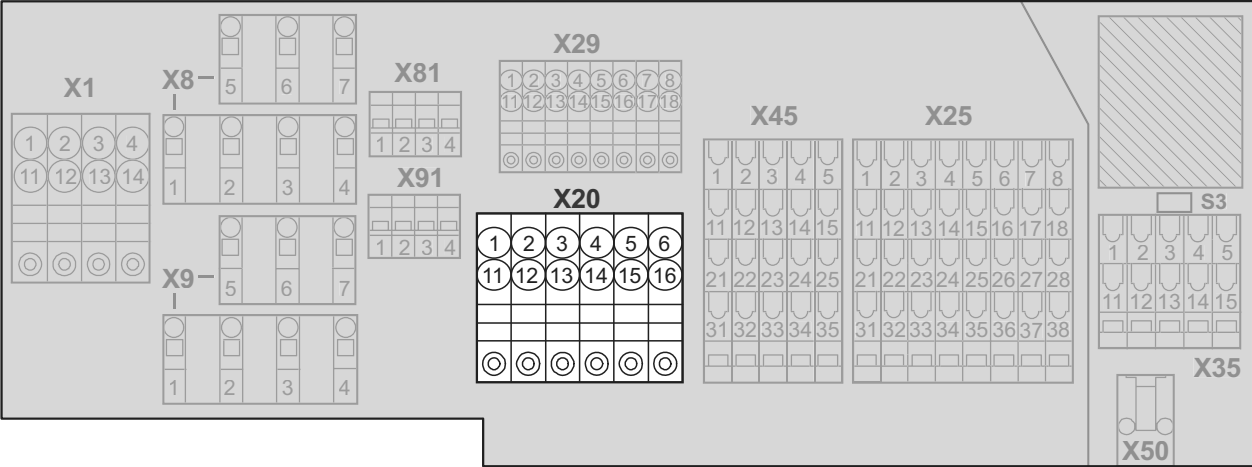 X1
1 2 3 4
11 12 13 14
X8
5 6 7
1 2 3 4
X9
5 6 7
1 2 3 4
X81
1 2 3 4
X91
1 2 3 4
X29
1 2 3 4 5 6 7 8
11 12 13 14 15 16 17 18
X20
1 2 3 4 5 6
11 12 13 14 15 16
X45
1 2 3 4 5
11 12 13 14 15
21 22 23 24 25
31 32 33 34 35
X25
1 2 3 4 5 6 7 8
11 12 13 14 15 16 17 18
21 22 23 24 25 26 27 28
31 32 33 34 35 36 37 38
S3
1 2 3 4 5
11 12 13 14 15
X35
X50